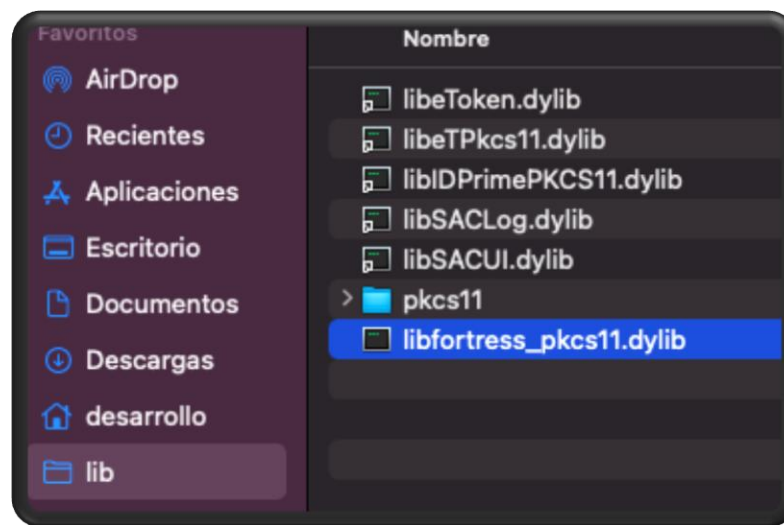 Favoritos
AirDrop
Recientes
Aplicaciones
Escritorio
Documentos
Descargas
desarrollo
lib
Nombre
libeToken.dylib
libeTPkcs11.dylib
libIDPrimePKCS11.dylib
libSACLog.dylib
libSACUI.dylib
pkcs11
libfortress_pkcs11.dylib